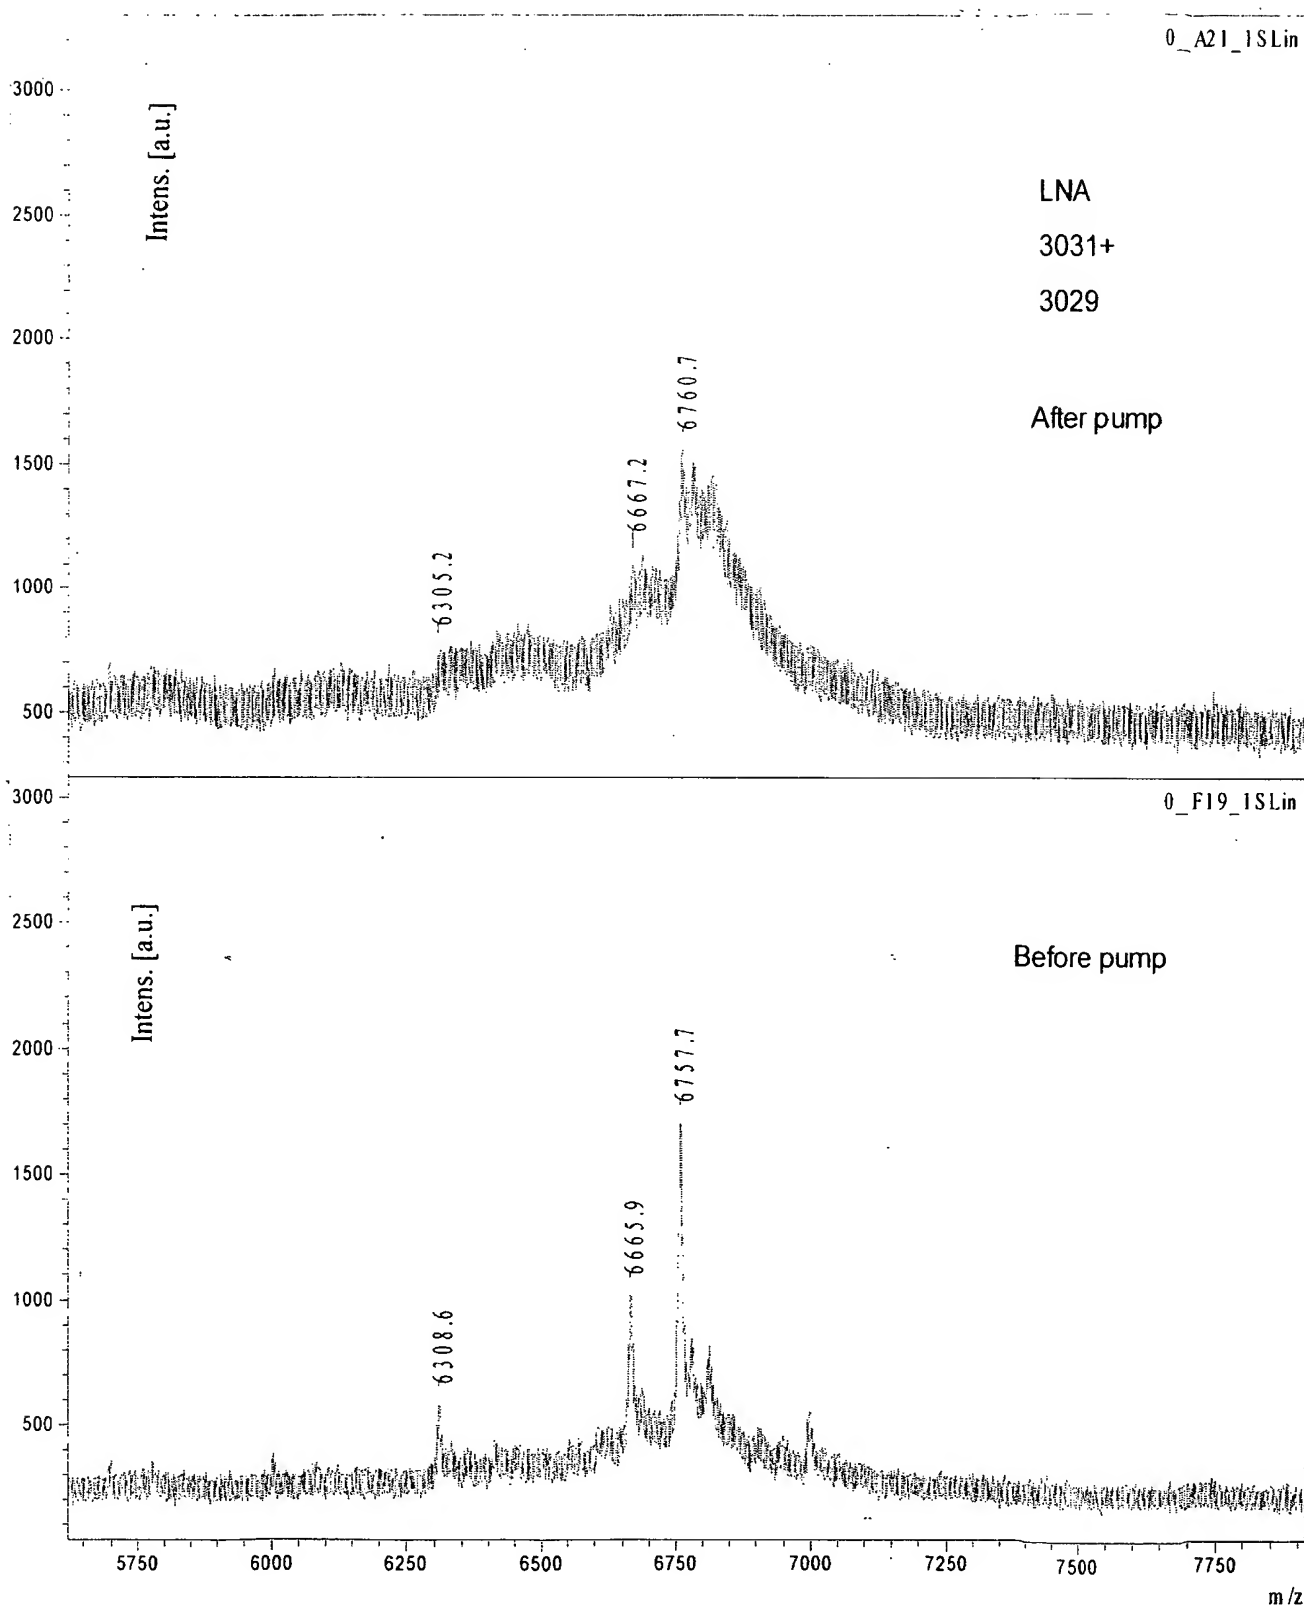 0_A21_1SLin
3000
Intens. [a.u.]
LNA
2500
3031+
3029
2000
6760.7
After pump
1500
6667.2
6305.2
1000
500
3000
0_F19_1SLin
2500
Intens. [a.u.]
Before pump
2000
6757.7
1500
6665.9
1000
6308.6
500
5750 6000 6250 6500 6750 7000 7250 7500 7750
m/z